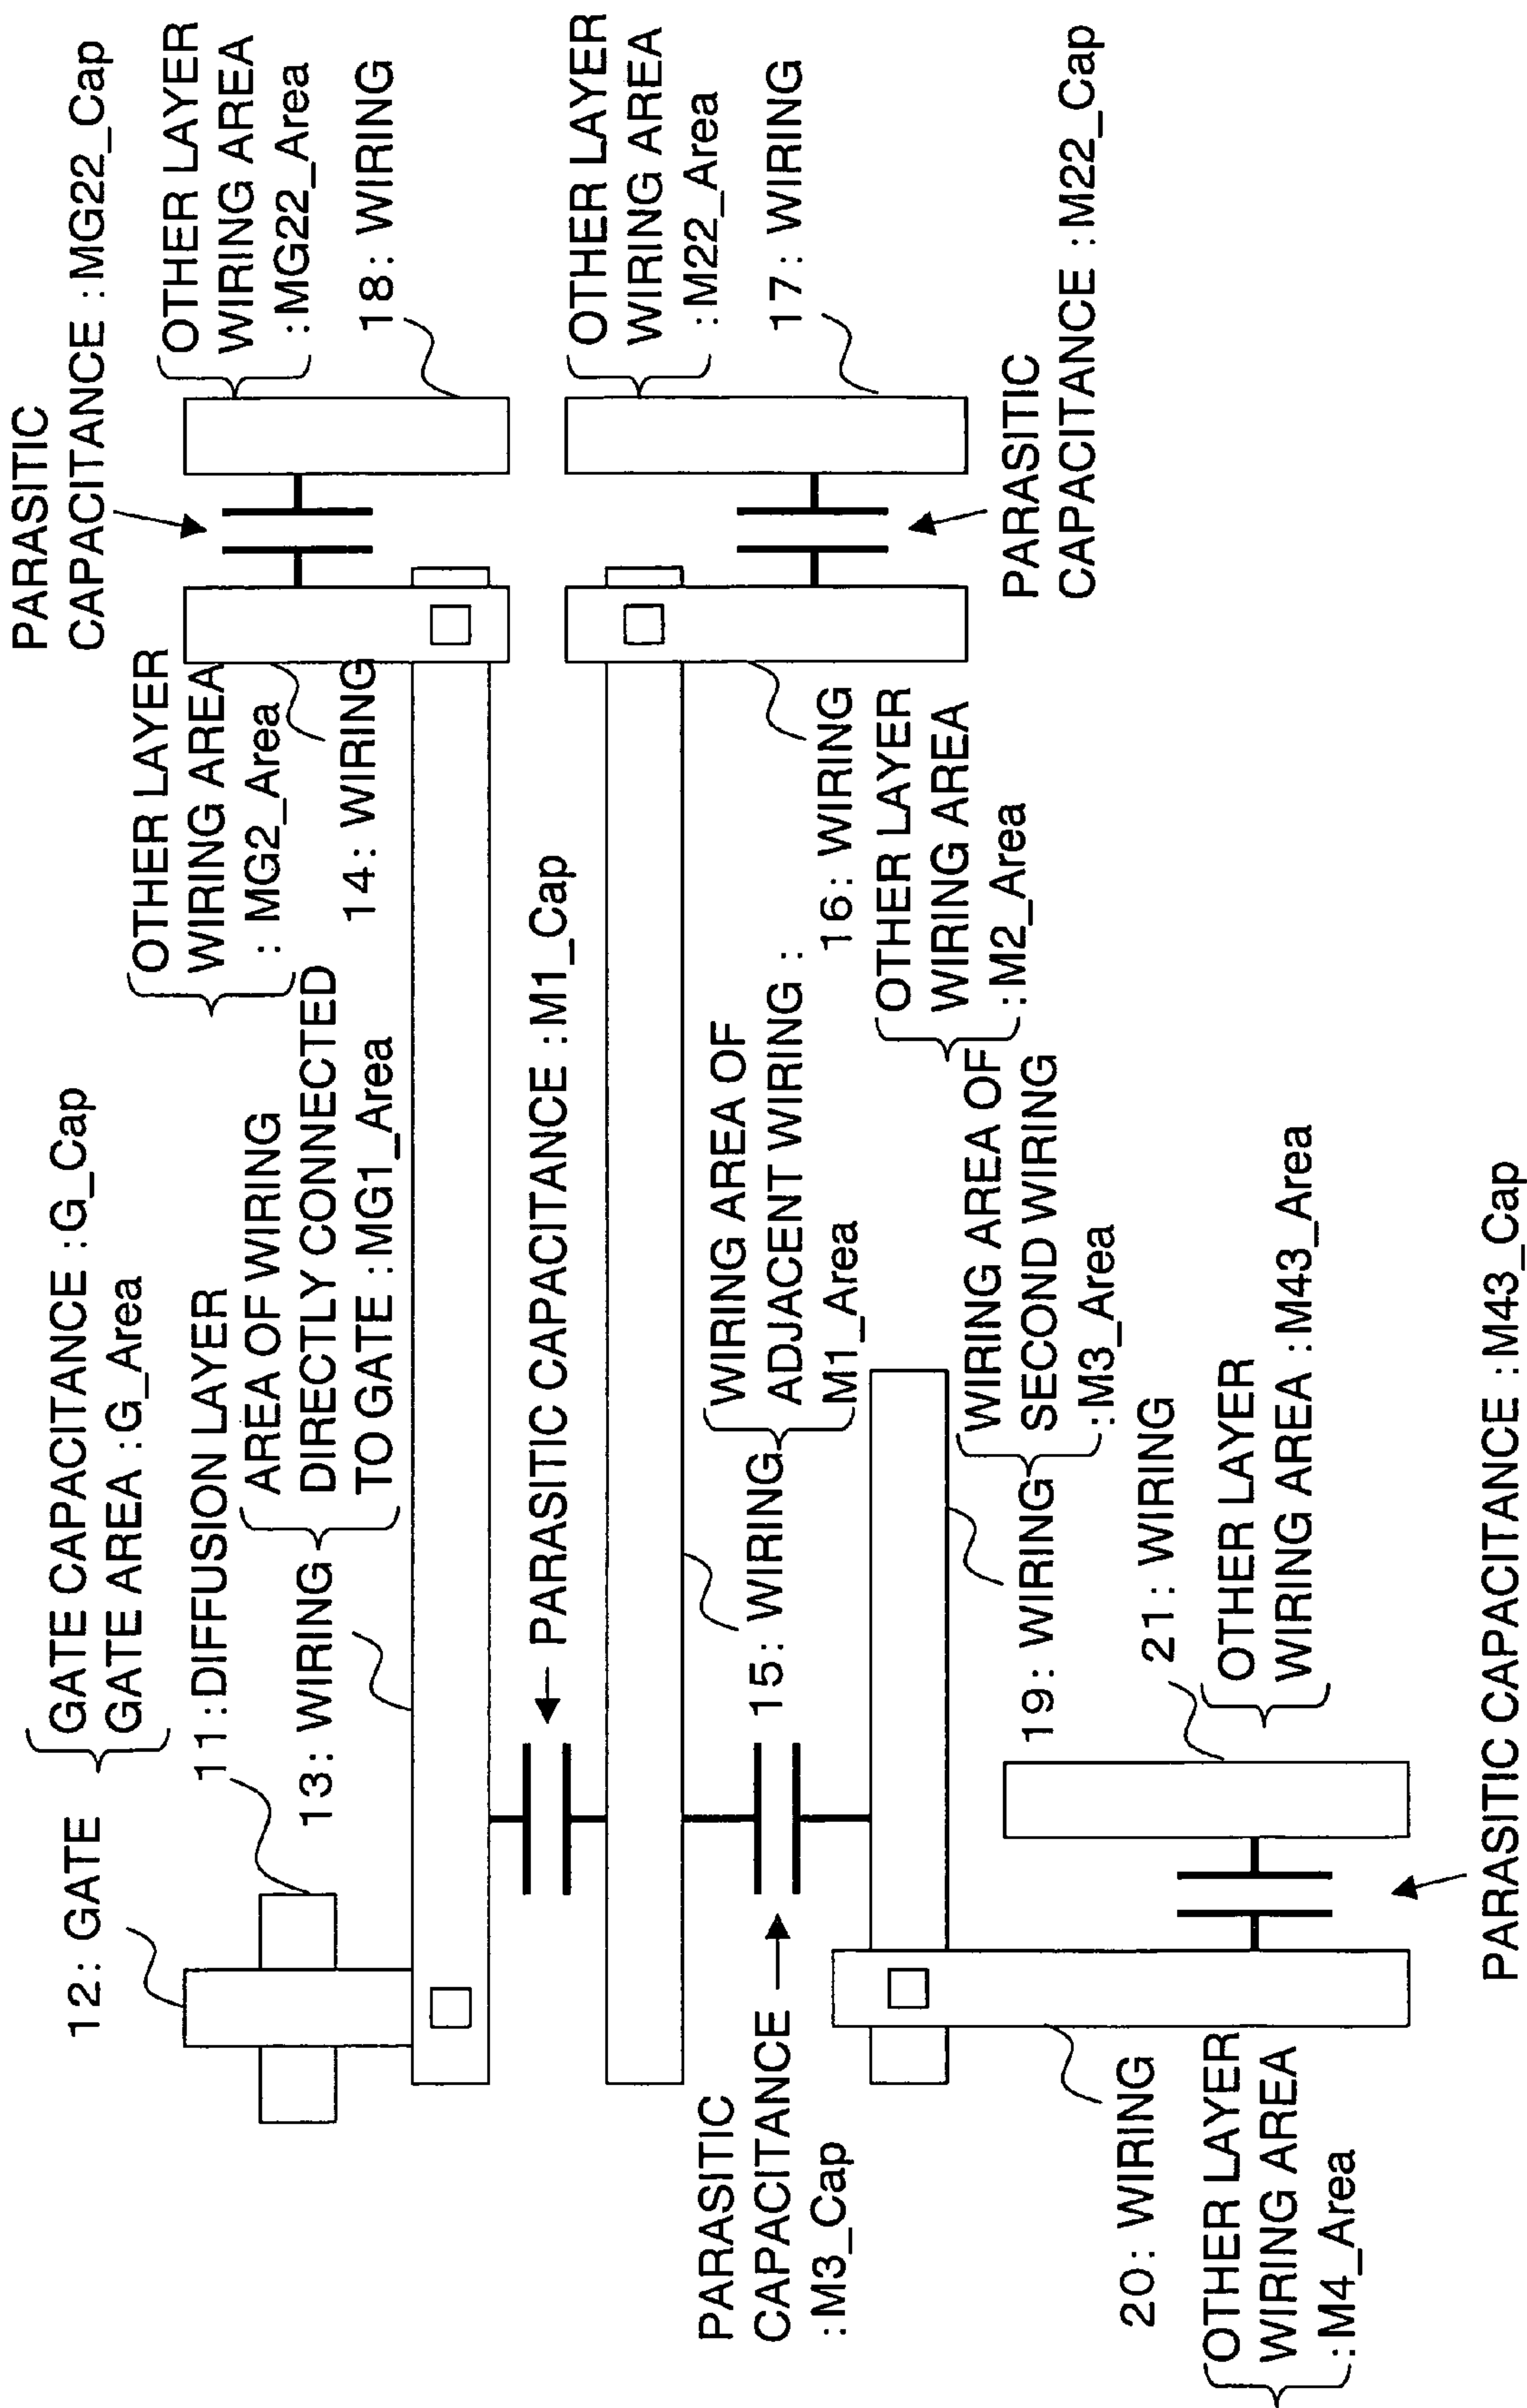 12: GATE
GATE CAPACITANCE :G_Cap
GATE AREA :G_Area
11:DIFFUSION LAYER
13: WIRING
AREA OF WIRING
DIRECTLY CONNECTED
TO GATE :MG1_Area
OTHER LAYER
WIRING AREA
: MG2_Area
14: WIRING
PARASITIC
CAPACITANCE :MG22_Cap
OTHER LAYER
WIRING AREA
:MG22_Area
18: WIRING
PARASITIC CAPACITANCE :M1_Cap
OTHER LAYER
WIRING AREA
:M22_Area
17: WIRING
PARASITIC
CAPACITANCE :M22_Cap
15: WIRING
WIRING AREA OF
ADJACENT WIRING :
M1_Area
16: WIRING
OTHER LAYER
WIRING AREA
:M2_Area
PARASITIC
CAPACITANCE
:M3_Cap
19: WIRING
WIRING AREA OF
SECOND WIRING
:M3_Area
20: WIRING
OTHER LAYER
WIRING AREA
:M4_Area
21: WIRING
OTHER LAYER
WIRING AREA :M43_Area
PARASITIC CAPACITANCE :M43_Cap